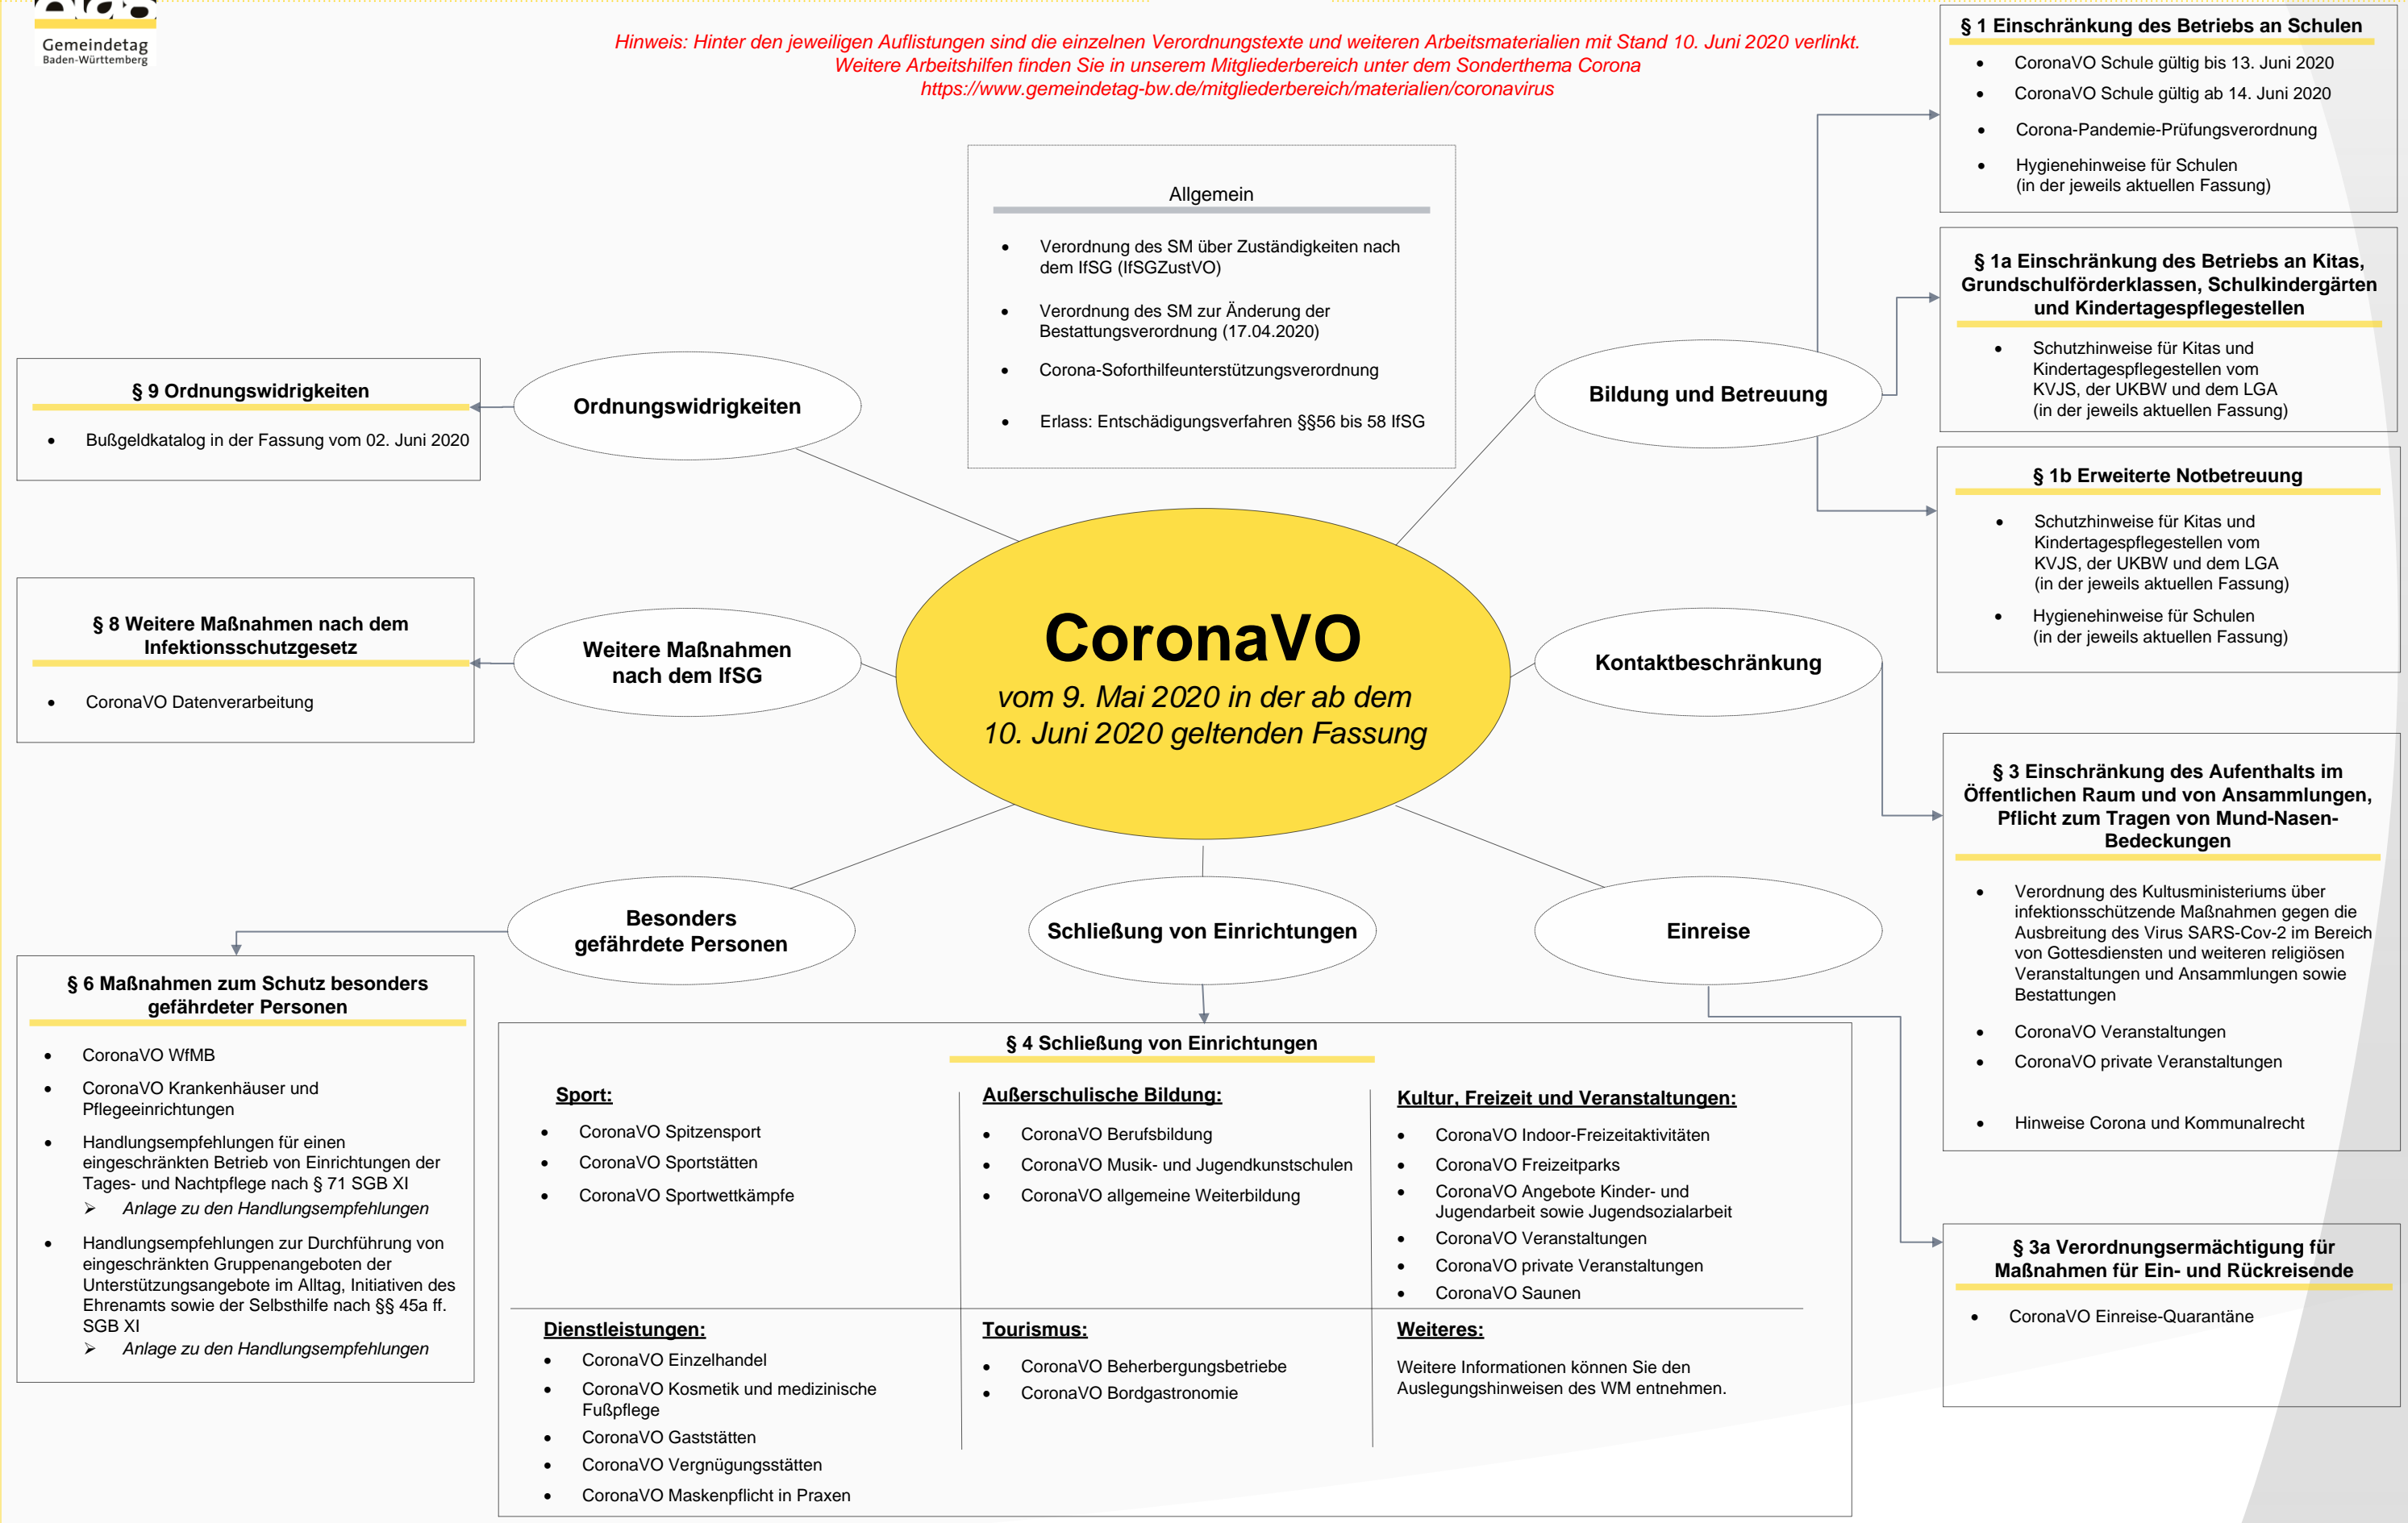 Gemeindetag
Baden-Württemberg
Hinweis: Hinter den jeweiligen Auflistungen sind die einzelnen Verordnungstexte und weiteren Arbeitsmaterialien mit Stand 10. Juni 2020 verlinkt.
Weitere Arbeitshilfen finden Sie in unserem Mitgliederbereich unter dem Sonderthema Corona
https://www.gemeindetag-bw.de/mitgliederbereich/materialien/coronavirus
Allgemein
• Verordnung des SM über Zuständigkeiten nach
dem IfSG (IfSGZustVO)
• Verordnung des SM zur Änderung der
Bestattungsverordnung (17.04.2020)
• Corona-Soforthilfeunterstützungsverordnung
• Erlass: Entschädigungsverfahren §§56 bis 58 IfSG
CoronaVO
vom 9. Mai 2020 in der ab dem
10. Juni 2020 geltenden Fassung
Bildung und Betreuung
§ 1 Einschränkung des Betriebs an Schulen
• CoronaVO Schule gültig bis 13. Juni 2020
• CoronaVO Schule gültig ab 14. Juni 2020
• Corona-Pandemie-Prüfungsverordnung
• Hygienehinweise für Schulen
(in der jeweils aktuellen Fassung)
§ 1a Einschränkung des Betriebs an Kitas,
Grundschulförderklassen, Schulkindergärten
und Kindertagespflegestellen
• Schutzhinweise für Kitas und
Kindertagespflegestellen vom
KVJS, der UKBW und dem LGA
(in der jeweils aktuellen Fassung)
§ 1b Erweiterte Notbetreuung
• Schutzhinweise für Kitas und
Kindertagespflegestellen vom
KVJS, der UKBW und dem LGA
(in der jeweils aktuellen Fassung)
• Hygienehinweise für Schulen
(in der jeweils aktuellen Fassung)
Kontaktbeschränkung
§ 3 Einschränkung des Aufenthalts im
Öffentlichen Raum und von Ansammlungen,
Pflicht zum Tragen von Mund-Nasen-
Bedeckungen
• Verordnung des Kultusministeriums über
infektionsschützende Maßnahmen gegen die
Ausbreitung des Virus SARS-Cov-2 im Bereich
von Gottesdiensten und weiteren religiösen
Veranstaltungen und Ansammlungen sowie
Bestattungen
• CoronaVO Veranstaltungen
• CoronaVO private Veranstaltungen
• Hinweise Corona und Kommunalrecht
Einreise
§ 3a Verordnungsermächtigung für
Maßnahmen für Ein- und Rückreisende
• CoronaVO Einreise-Quarantäne
Schließung von Einrichtungen
§ 4 Schließung von Einrichtungen
Sport:
• CoronaVO Spitzensport
• CoronaVO Sportstätten
• CoronaVO Sportwettkämpfe
Außerschulische Bildung:
• CoronaVO Berufsbildung
• CoronaVO Musik- und Jugendkunstschulen
• CoronaVO allgemeine Weiterbildung
Kultur, Freizeit und Veranstaltungen:
• CoronaVO Indoor-Freizeitaktivitäten
• CoronaVO Freizeitparks
• CoronaVO Angebote Kinder- und
Jugendarbeit sowie Jugendsozialarbeit
• CoronaVO Veranstaltungen
• CoronaVO private Veranstaltungen
• CoronaVO Saunen
Dienstleistungen:
• CoronaVO Einzelhandel
• CoronaVO Kosmetik und medizinische
Fußpflege
• CoronaVO Gaststätten
• CoronaVO Vergnügungsstätten
• CoronaVO Maskenpflicht in Praxen
Tourismus:
• CoronaVO Beherbergungsbetriebe
• CoronaVO Bordgastronomie
Weiteres:
Weitere Informationen können Sie den
Auslegungshinweisen des WM entnehmen.
Besonders
gefährdete Personen
§ 6 Maßnahmen zum Schutz besonders
gefährdeter Personen
• CoronaVO WfMB
• CoronaVO Krankenhäuser und
Pflegeeinrichtungen
• Handlungsempfehlungen für einen
eingeschränkten Betrieb von Einrichtungen der
Tages- und Nachtpflege nach § 71 SGB XI
➢ Anlage zu den Handlungsempfehlungen
• Handlungsempfehlungen zur Durchführung von
eingeschränkten Gruppenangeboten der
Unterstützungsangebote im Alltag, Initiativen des
Ehrenamts sowie der Selbsthilfe nach §§ 45a ff.
SGB XI
➢ Anlage zu den Handlungsempfehlungen
Weitere Maßnahmen
nach dem IfSG
§ 8 Weitere Maßnahmen nach dem
Infektionsschutzgesetz
• CoronaVO Datenverarbeitung
Ordnungswidrigkeiten
§ 9 Ordnungswidrigkeiten
• Bußgeldkatalog in der Fassung vom 02. Juni 2020